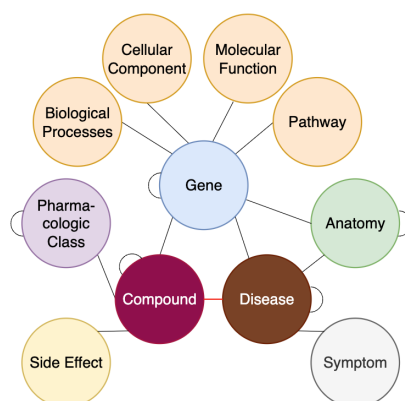 Cellular
Component
Molecular
Function
Biological
Processes
Pathway
Gene
Pharma-
cologic
Class
Anatomy
Compound
Disease
Side Effect
Symptom